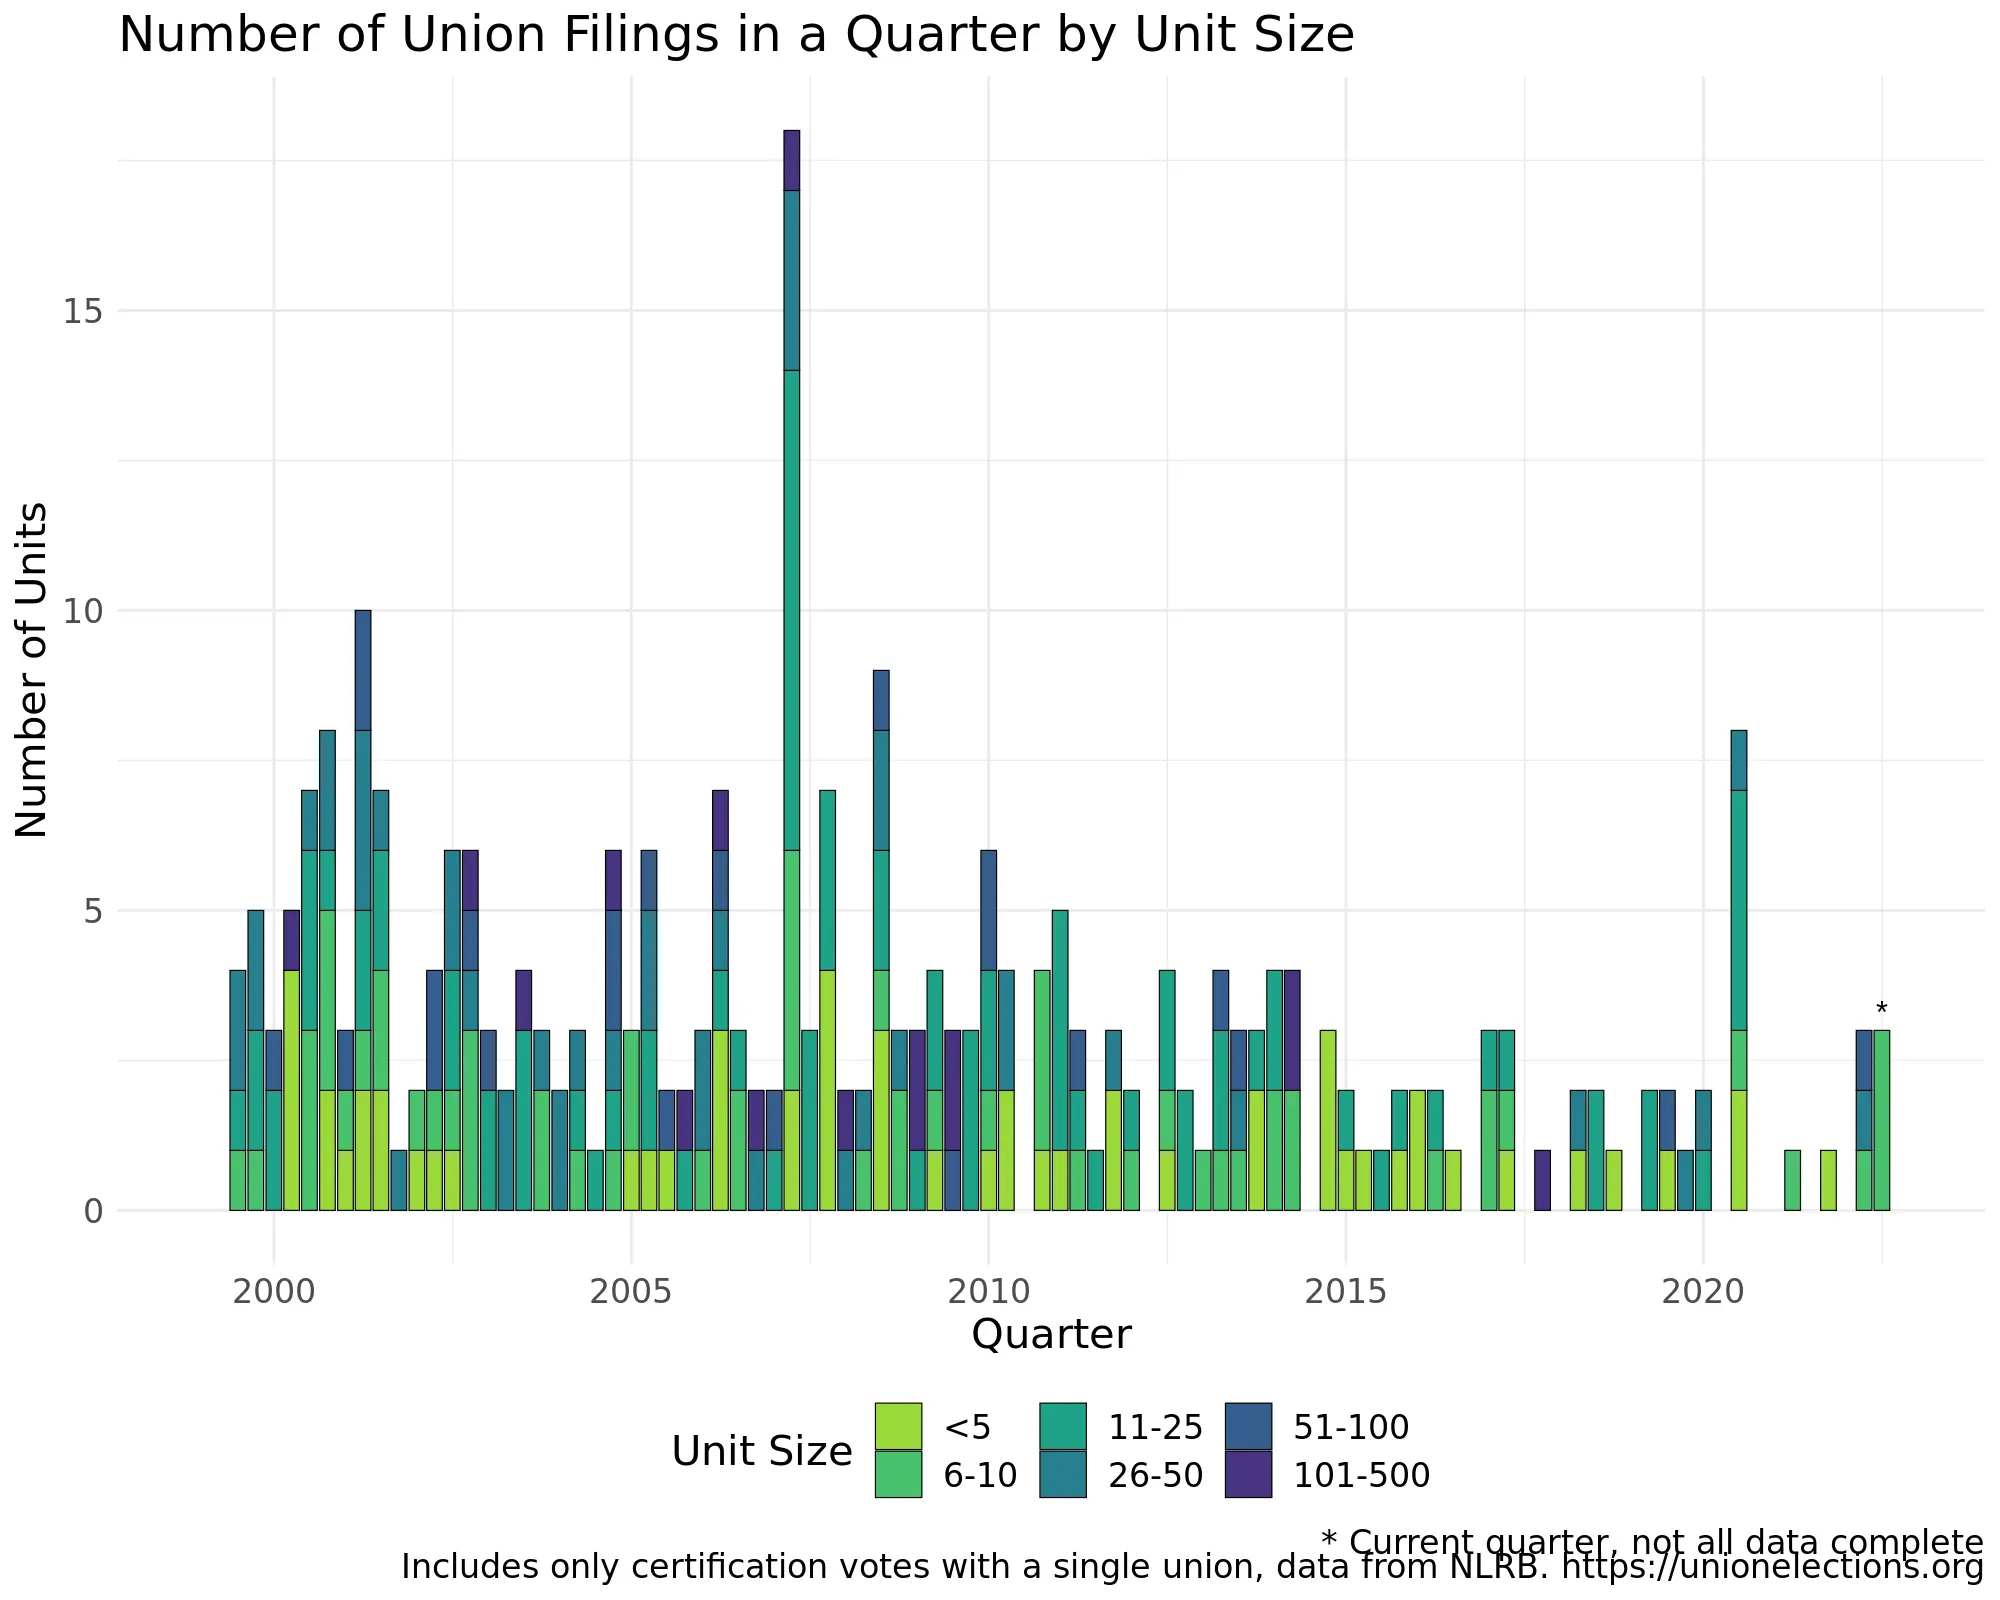 Number of Union Filings in a Quarter by Unit Size
Number of Units
15
10
5
0
*
2000 2005 2010 2015 2020
Quarter
Unit Size
<5 11-25 51-100
6-10 26-50 101-500
* Current quarter, not all data complete
Includes only certification votes with a single union, data from NLRB. https://unionelections.org